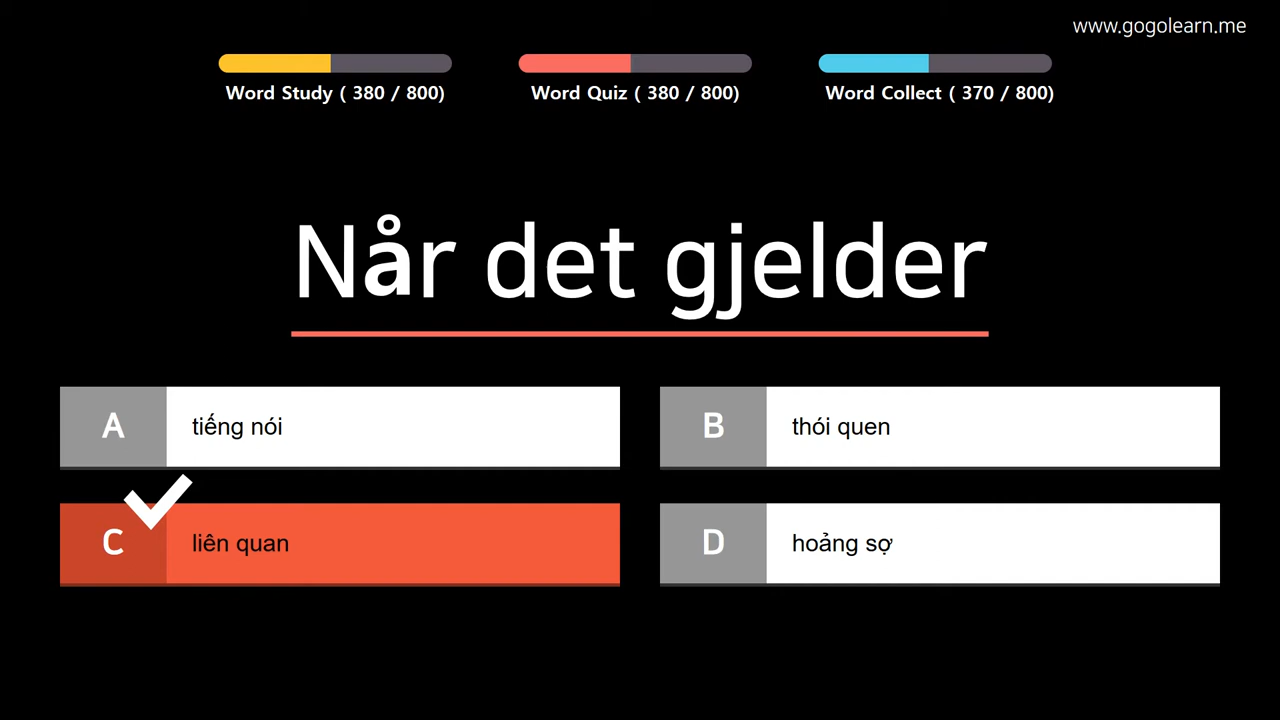 www.gogolearn.me
Word Study ( 380 / 800)
Word Quiz ( 380 / 800)
Word Collect ( 370 / 800)
Når det gjelder
A tiếng nói
B thói quen
C liên quan
D hoảng sợ